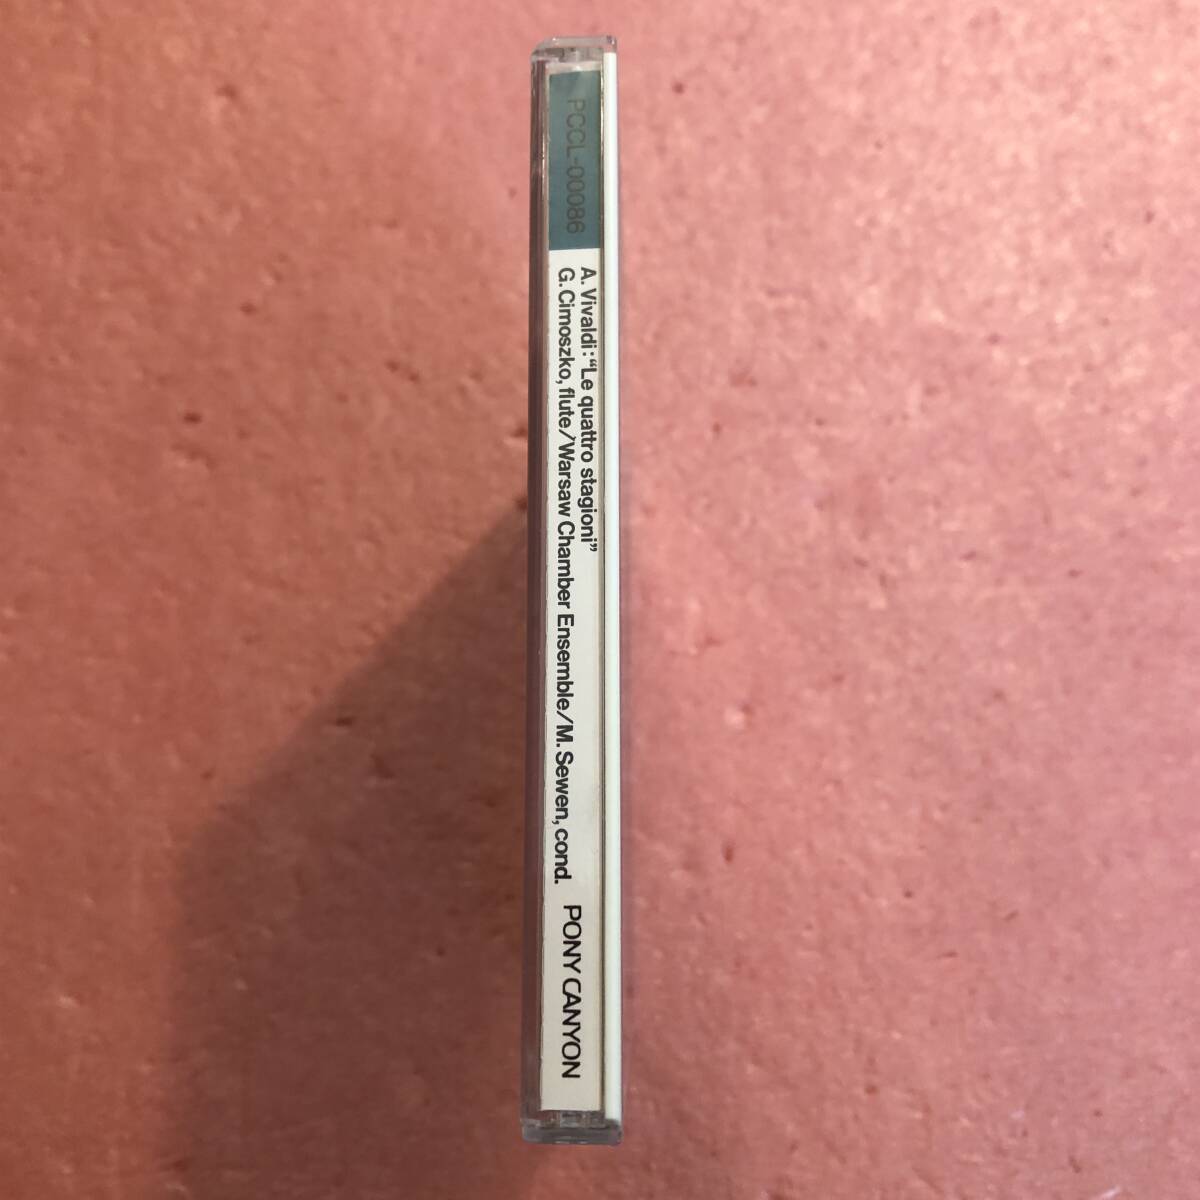 PCCL-00086
A. Vivaldi: “Le quattro stagioni”
G. Cimoszko, flute/Warsaw Chamber Ensemble/M. Sewen, cond.
PONY CANYON